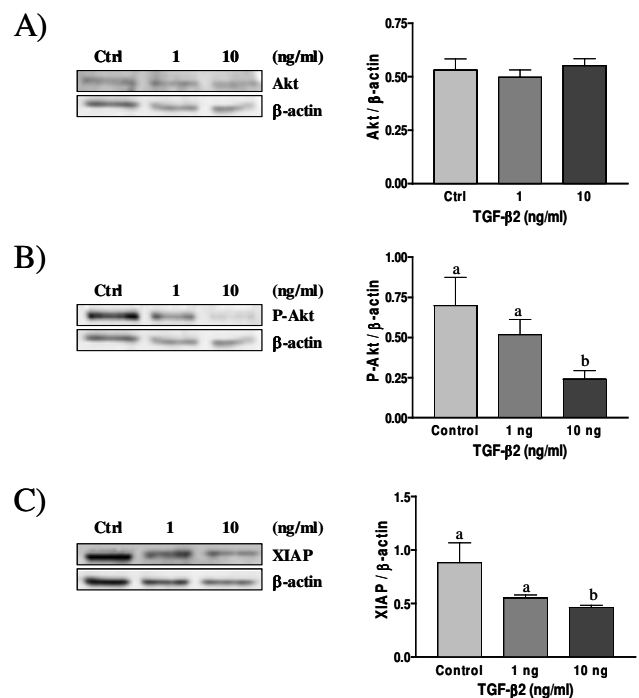 A)
Ctrl 1 10 (ng/ml)
Akt
β-actin
0.75
0.50
0.25
0.00
Akt / β-actin
Ctrl 1 10
TGF-β2 (ng/ml)
B)
Ctrl 1 10 (ng/ml)
P-Akt
β-actin
1.00
0.75
0.50
0.25
0.00
P-Akt / β-actin
a a b
Control 1 ng 10 ng
TGF-β2 (ng/ml)
C)
Ctrl 1 10 (ng/ml)
XIAP
β-actin
1.5
1.0
0.5
0.0
XIAP / β-actin
a a b
Control 1 ng 10 ng
TGF-β2 (ng/ml)